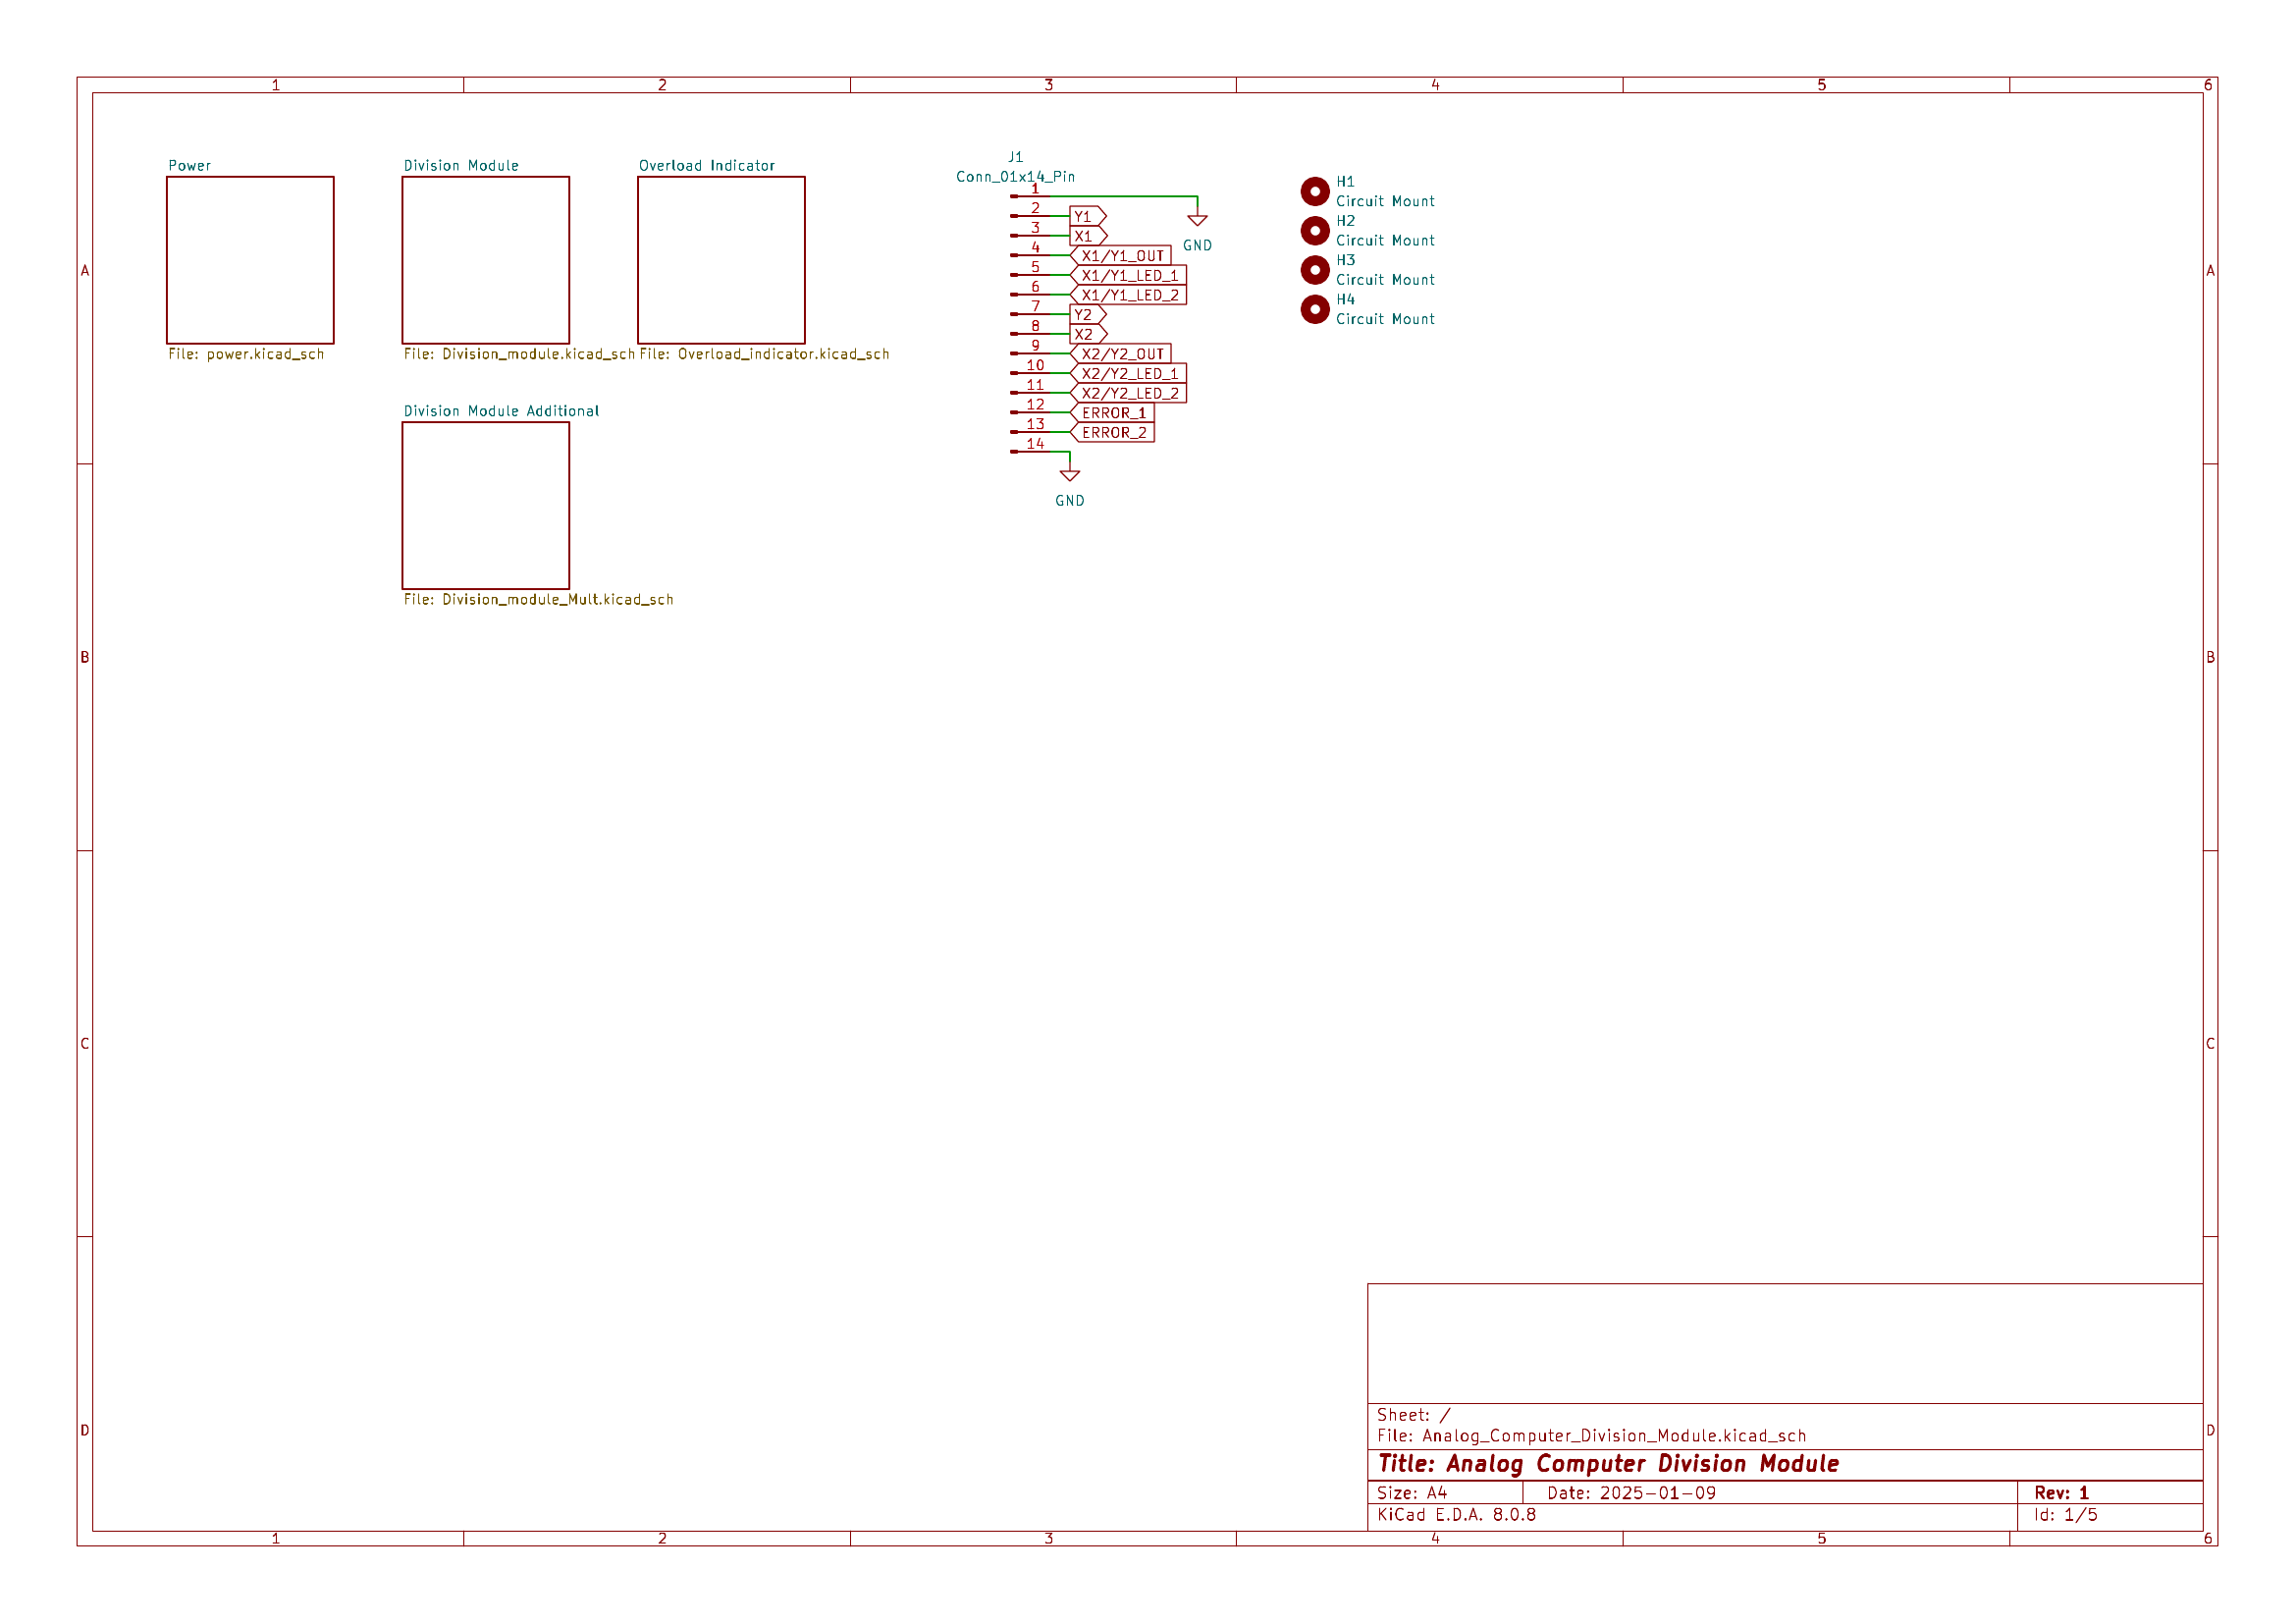 1 2 3 4 5 6
A A
B B
C C
D D
Power
File: power.kicad_sch
Division Module
File: Division_module.kicad_sch
Overload Indicator
File: Overload_indicator.kicad_sch
Division Module Additional
File: Division_module_Mult.kicad_sch
J1
Conn_01x14_Pin
1
GND
2 Y1
3 X1
4 X1/Y1_OUT
5 X1/Y1_LED_1
6 X1/Y1_LED_2
7 Y2
8 X2
9 X2/Y2_OUT
10 X2/Y2_LED_1
11 X2/Y2_LED_2
12 ERROR_1
13 ERROR_2
14
GND
H1
Circuit Mount
H2
Circuit Mount
H3
Circuit Mount
H4
Circuit Mount
Sheet: /
File: Analog_Computer_Division_Module.kicad_sch
Title: Analog Computer Division Module
Size: A4 Date: 2025-01-09 Rev: 1
KiCad E.D.A. 8.0.8 Id: 1/5
1 2 3 4 5 6